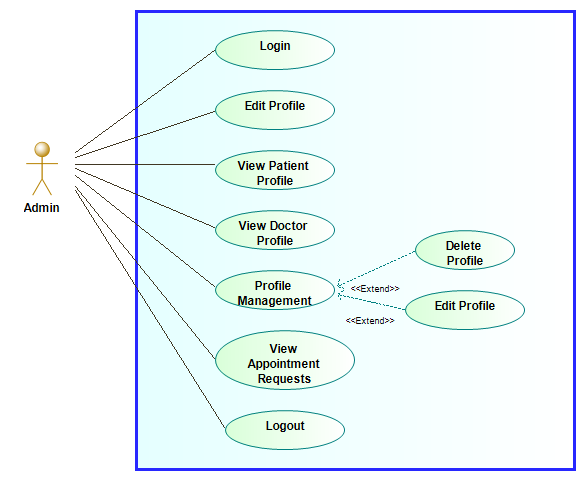 Login
Edit Profile
View Patient
Profile
Admin
View Doctor
Profile
Delete
Profile
Profile
Management
<<Extend>>
Edit Profile
<<Extend>>
View
Appointment
Requests
Logout